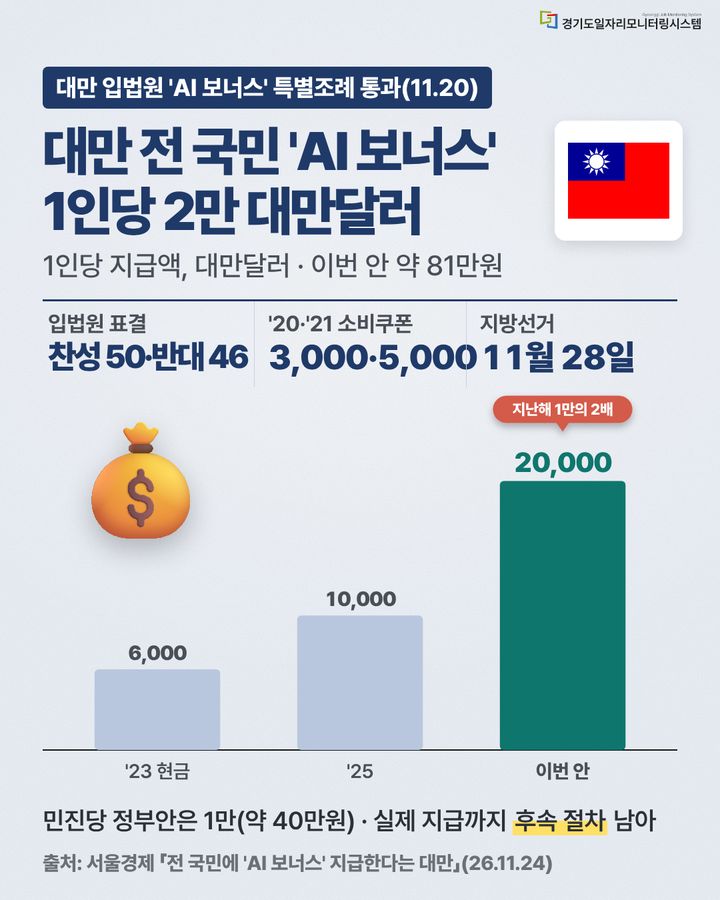 경기도일자리모니터링시스템
대만 입법원 'AI 보너스' 특별조례 통과(11.20)
대만 전 국민 'AI 보너스'
1인당 2만 대만달러
1인당 지급액, 대만달러 · 이번 안 약 81만원
입법원 표결
찬성 50·반대 46
'20·'21 소비쿠폰
3,000·5,000
지방선거
11월 28일
지난해 1만의 2배
20,000
10,000
6,000
$
'23 현금
'25
이번 안
민진당 정부안은 1만(약 40만원) · 실제 지급까지 후속 절차 남아
출처: 서울경제 『전 국민에 'AI 보너스' 지급한다는 대만』(26.11.24)